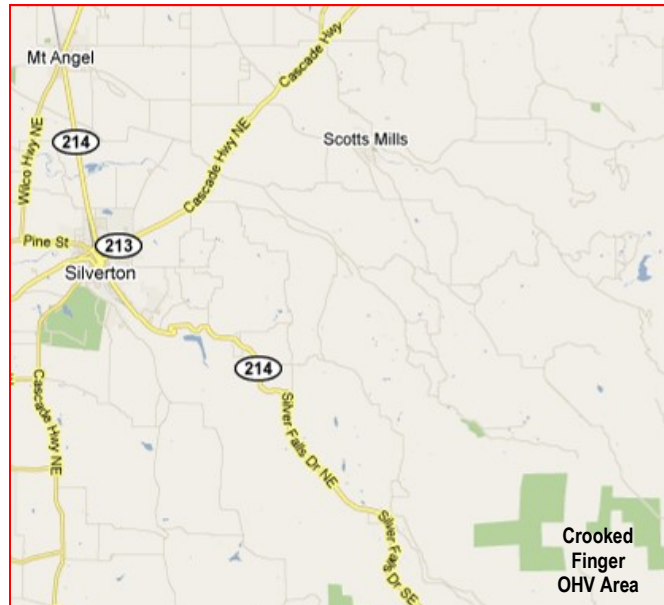 Mt Angel
Cascade Hwy
214
Wilco Hwy NE
Scotts Mills
Cascade Hwy NE
Pine St
213
Silverton
214
Cascade Hwy NE
Silver Falls Dr NE
Silver Falls Dr SE
Crooked
Finger
OHV Area